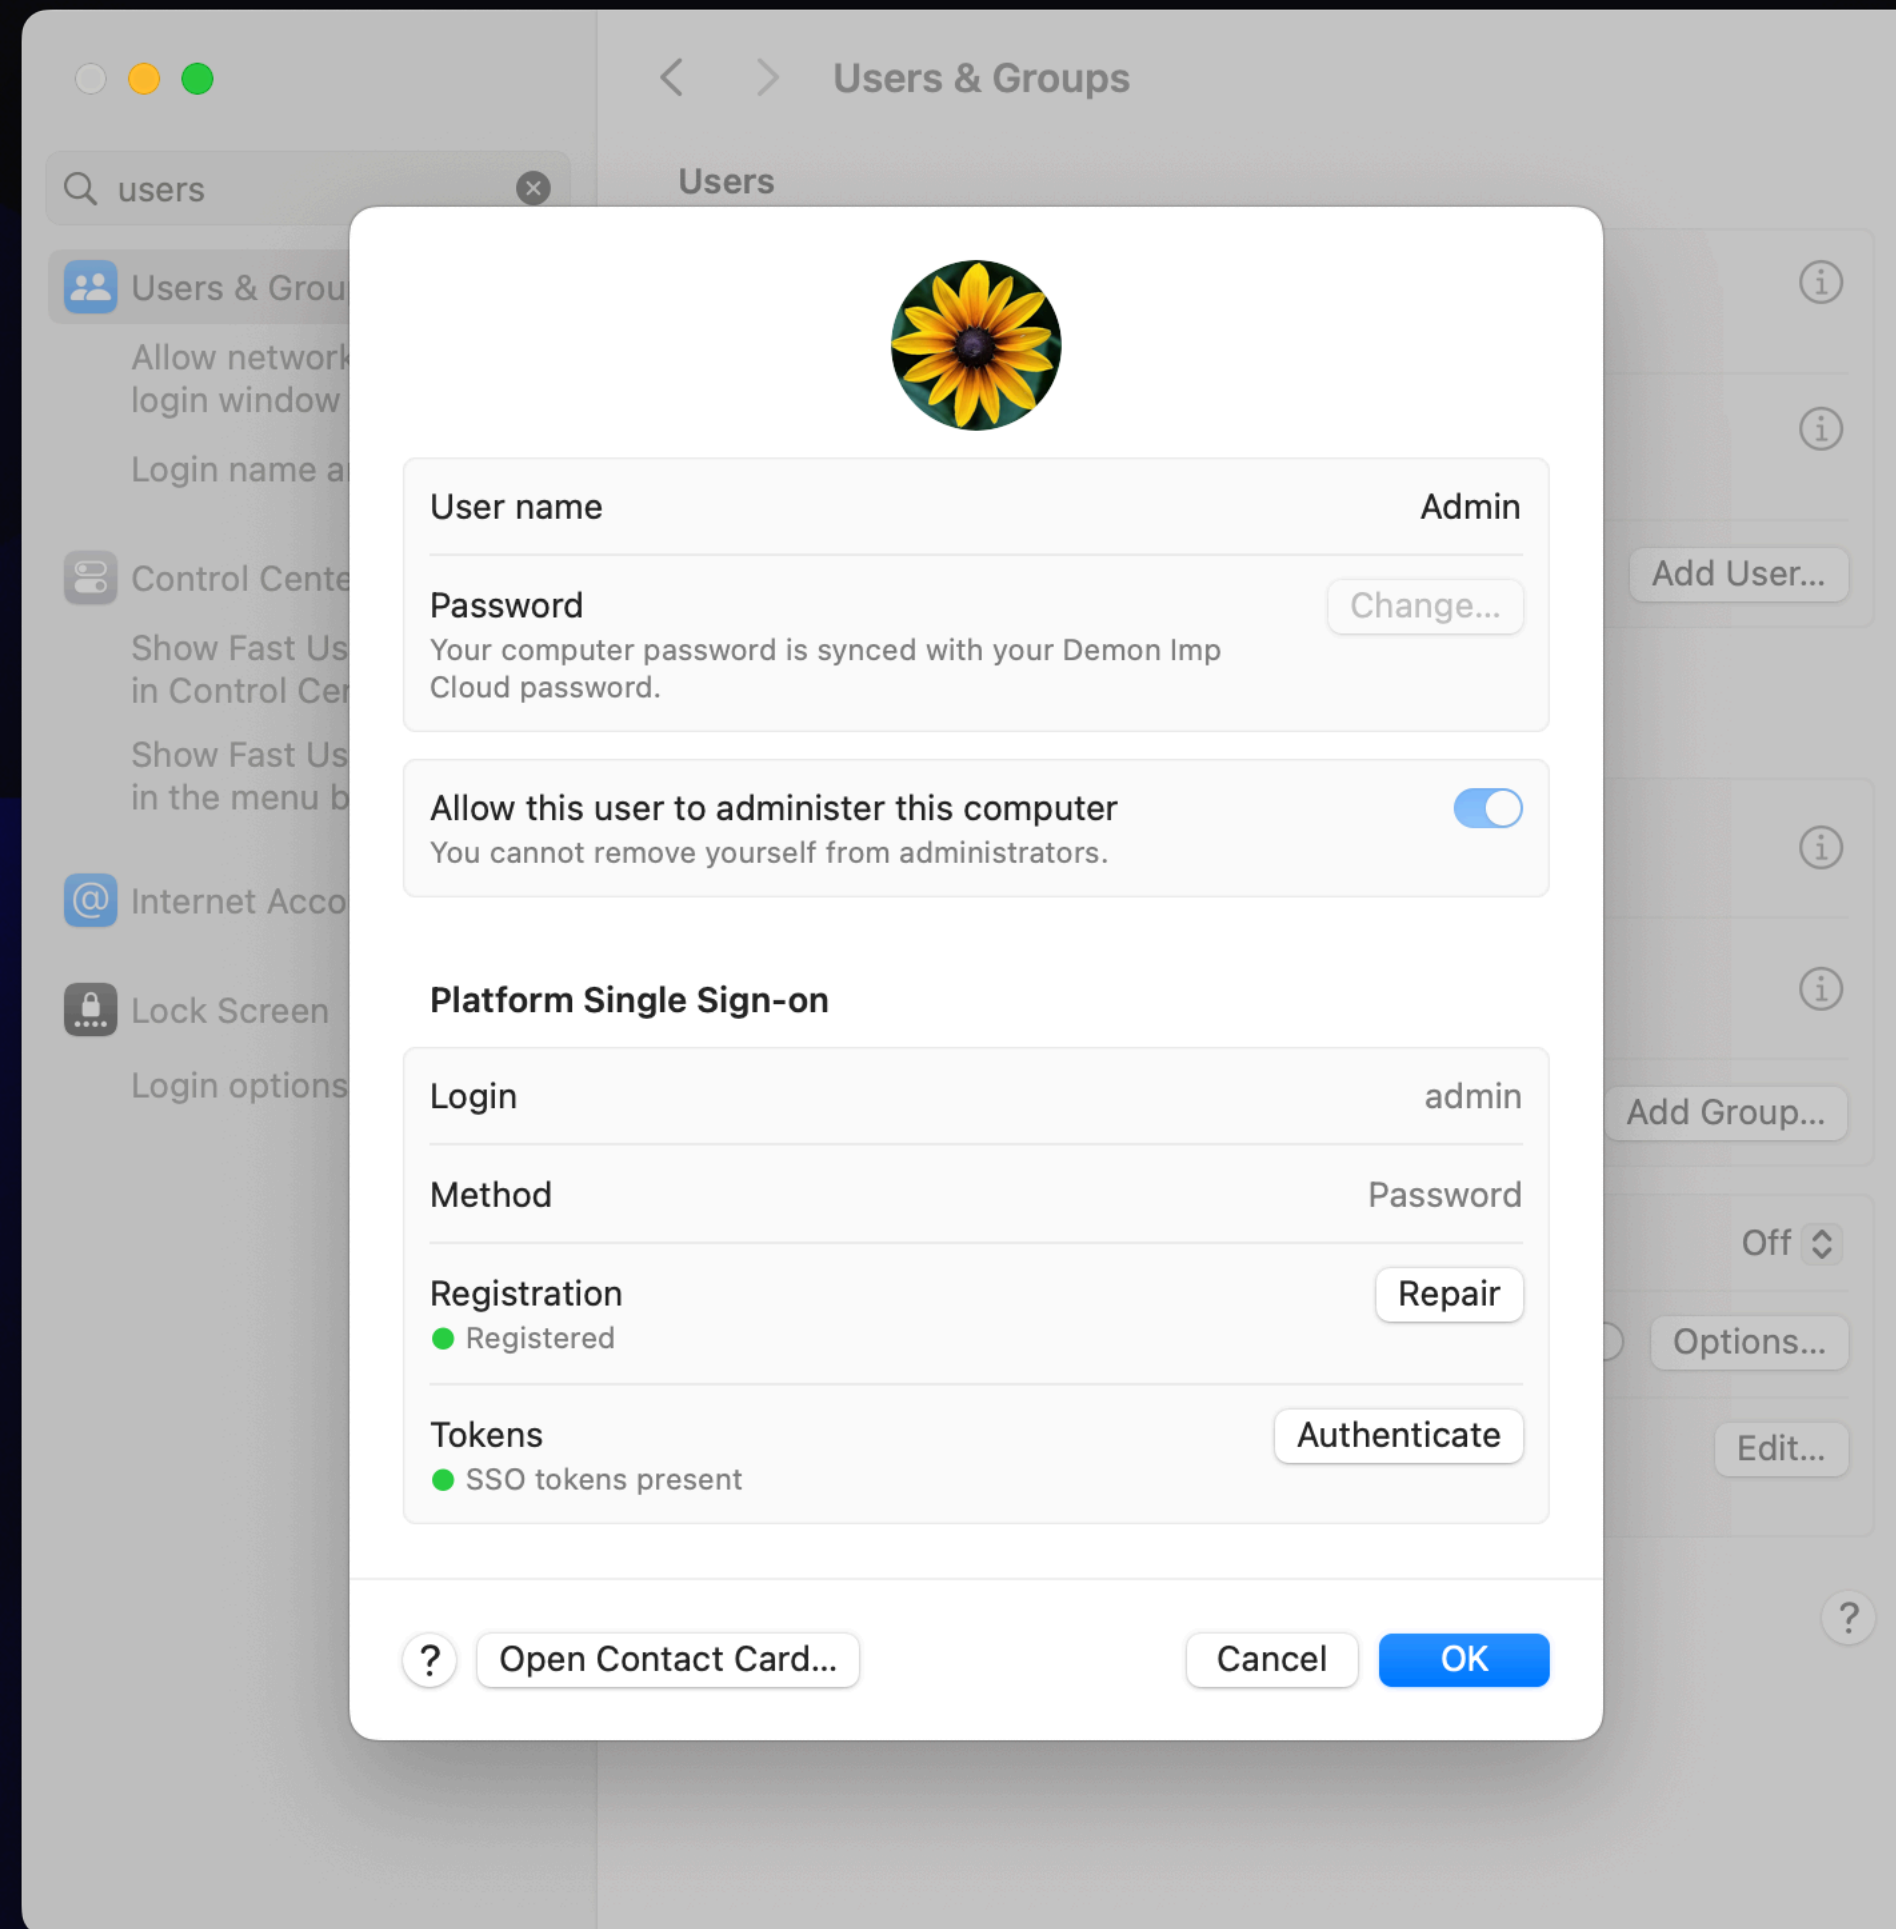 Users & Groups
users
Users
Users & Grou
Allow network
login window
Login name a
Control Cente
Show Fast Us
in Control Cer
Show Fast Us
in the menu b
Internet Acco
Lock Screen
Login options
User name
Admin
Password
Change...
Your computer password is synced with your Demon Imp
Cloud password.
Allow this user to administer this computer
You cannot remove yourself from administrators.
Platform Single Sign-on
Login
admin
Method
Password
Registration
Repair
Registered
Tokens
Authenticate
SSO tokens present
?
Open Contact Card...
Cancel
OK
Add User...
Add Group...
Off
Options...
Edit...
?